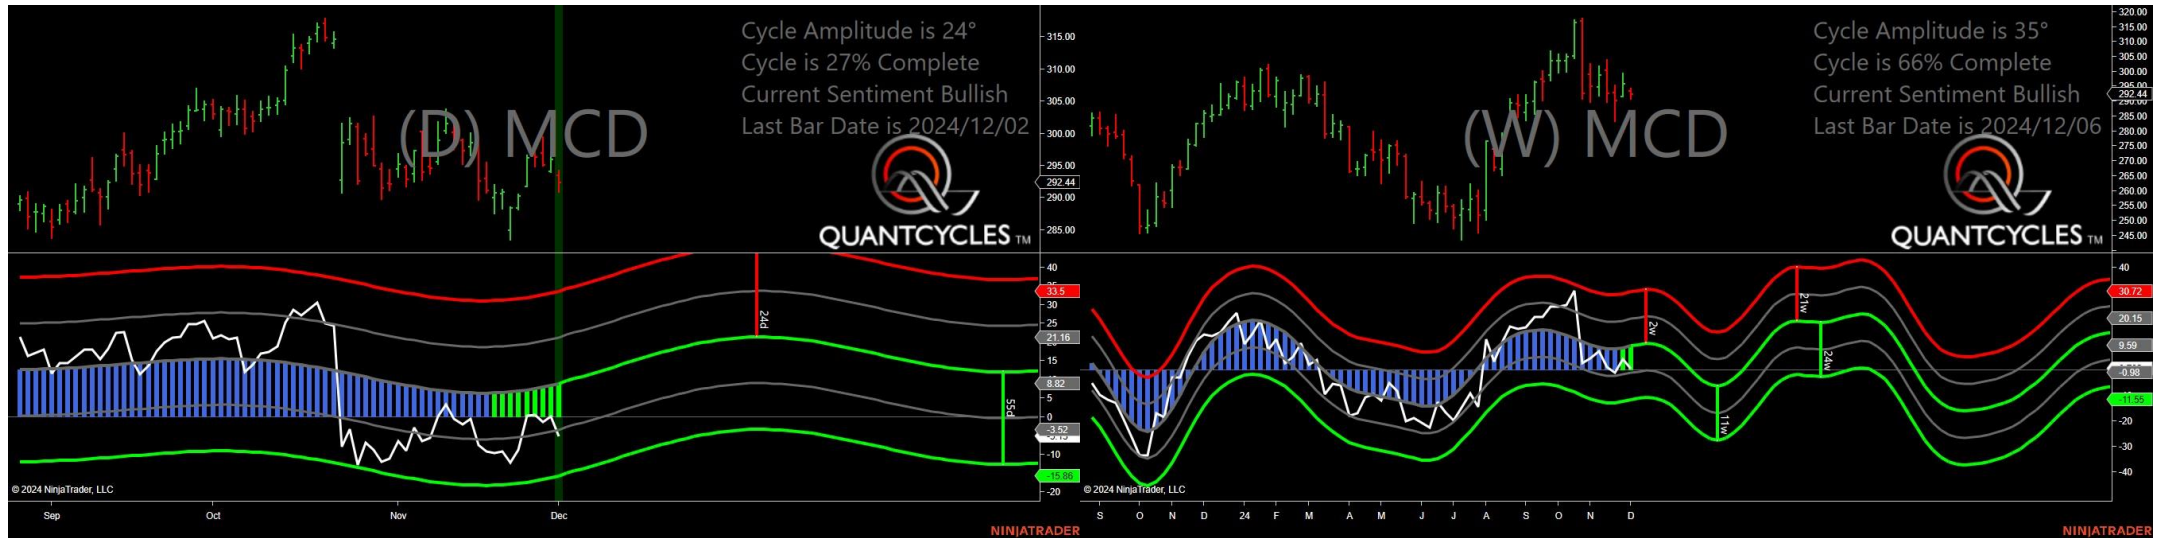 Cycle Amplitude is 24°
Cycle is 27% Complete
Current Sentiment Bullish
Last Bar Date is 2024/12/02
(D) MCD
QUANTCYCLES TM
315.00
310.00
305.00
300.00
295.00
292.44
290.00
285.00
40
33.5
30
25
21.16
15
8.82
5
0
-3.52
-10
-15.86
-20
24d
55d
© 2024 NinjaTrader, LLC
Sep Oct Nov Dec
NINJATRADER
Cycle Amplitude is 35°
Cycle is 66% Complete
Current Sentiment Bullish
Last Bar Date is 2024/12/06
(W) MCD
QUANTCYCLES TM
320.00
315.00
310.00
305.00
300.00
295.00
292.44
290.00
285.00
280.00
275.00
270.00
265.00
260.00
255.00
250.00
245.00
40
30.72
20.15
9.59
-0.98
-11.55
-20
-30
-40
2w
11w
21w
24w
© 2024 NinjaTrader, LLC
S O N D 24 F M A M J J A S O N D
NINJATRADER